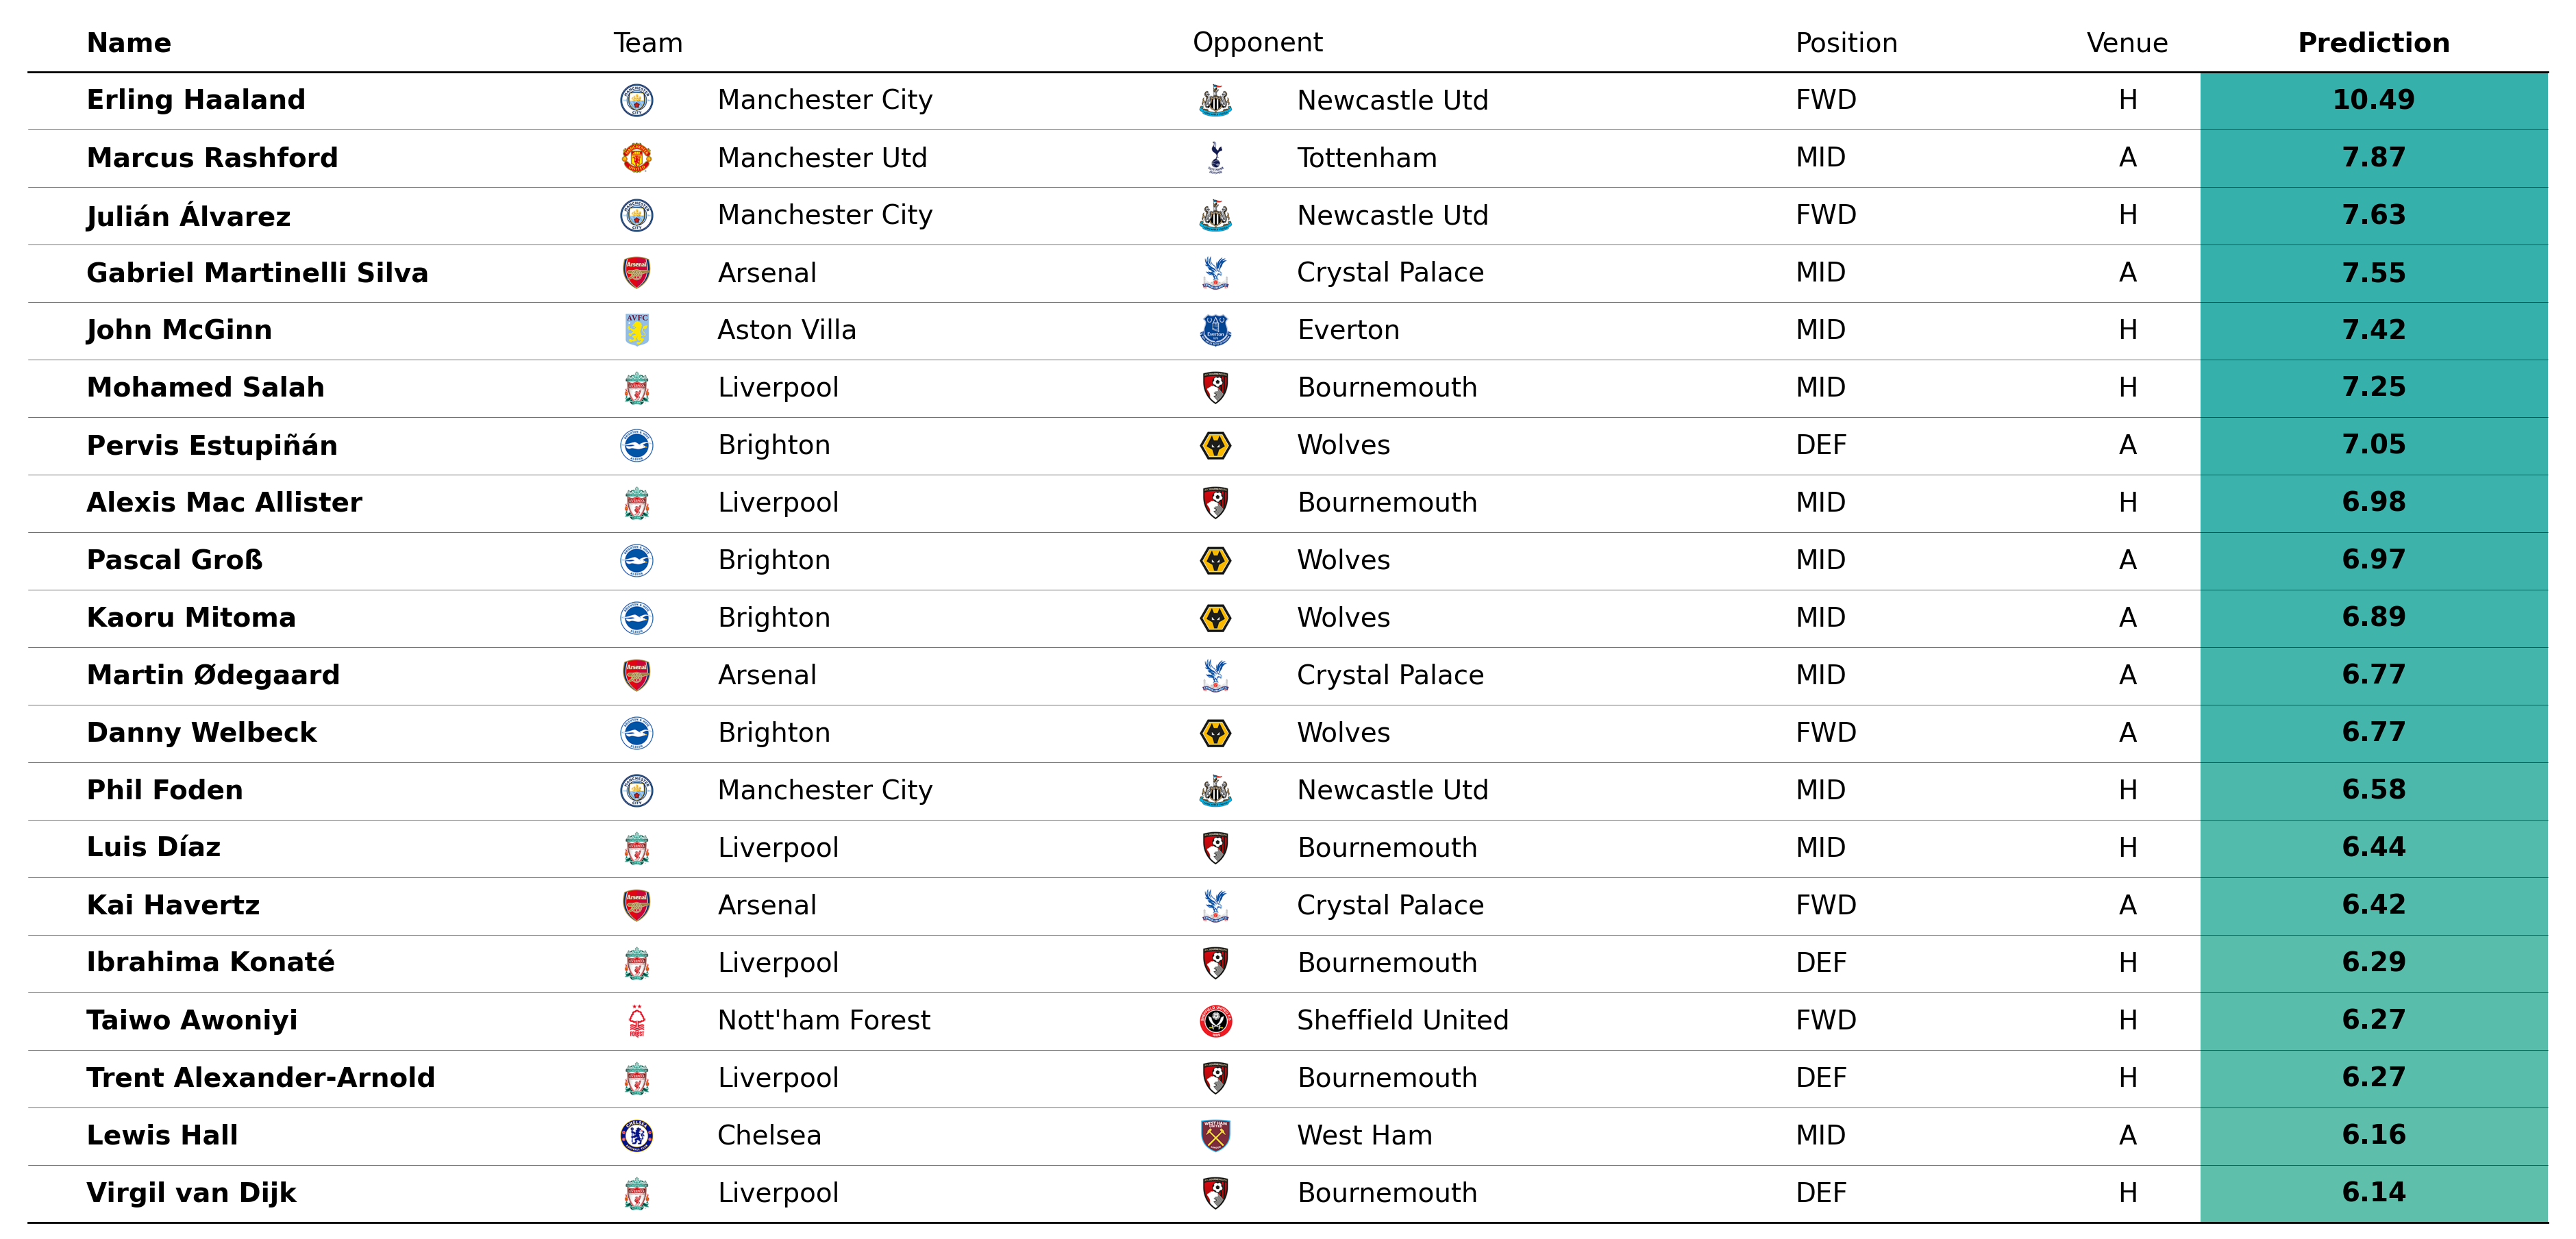 Name Team Opponent Position Venue Prediction
Erling Haaland Manchester City Newcastle Utd FWD H 10.49
Marcus Rashford Manchester Utd Tottenham MID A 7.87
Julián Álvarez Manchester City Newcastle Utd FWD H 7.63
Gabriel Martinelli Silva Arsenal Crystal Palace MID A 7.55
John McGinn Aston Villa Everton MID H 7.42
Mohamed Salah Liverpool Bournemouth MID H 7.25
Pervis Estupiñán Brighton Wolves DEF A 7.05
Alexis Mac Allister Liverpool Bournemouth MID H 6.98
Pascal Groß Brighton Wolves MID A 6.97
Kaoru Mitoma Brighton Wolves MID A 6.89
Martin Ødegaard Arsenal Crystal Palace MID A 6.77
Danny Welbeck Brighton Wolves FWD A 6.77
Phil Foden Manchester City Newcastle Utd MID H 6.58
Luis Díaz Liverpool Bournemouth MID H 6.44
Kai Havertz Arsenal Crystal Palace FWD A 6.42
Ibrahima Konaté Liverpool Bournemouth DEF H 6.29
Taiwo Awoniyi Nott'ham Forest Sheffield United FWD H 6.27
Trent Alexander-Arnold Liverpool Bournemouth DEF H 6.27
Lewis Hall Chelsea West Ham MID A 6.16
Virgil van Dijk Liverpool Bournemouth DEF H 6.14